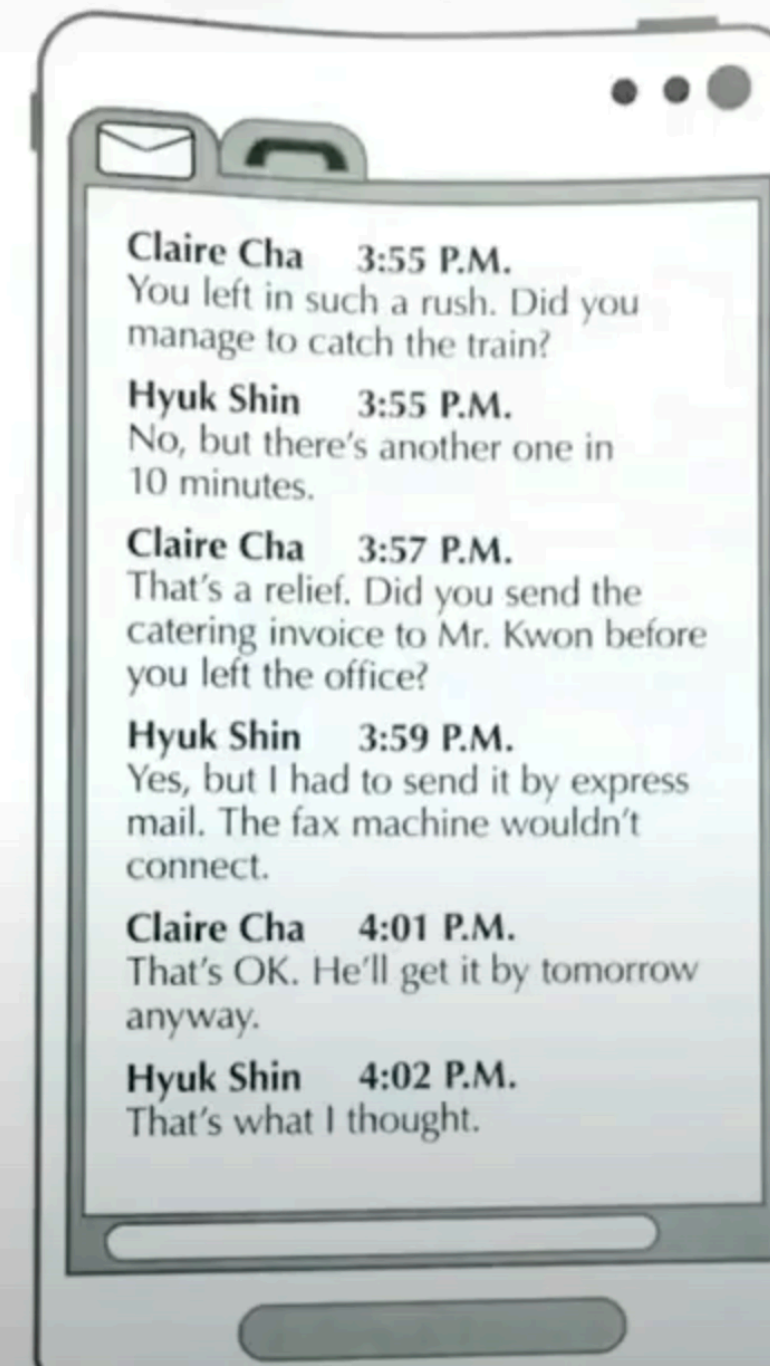 Claire Cha 3:55 P.M.
You left in such a rush. Did you
manage to catch the train?
Hyuk Shin 3:55 P.M.
No, but there's another one in
10 minutes.
Claire Cha 3:57 P.M.
That's a relief. Did you send the
catering invoice to Mr. Kwon before
you left the office?
Hyuk Shin 3:59 P.M.
Yes, but I had to send it by express
mail. The fax machine wouldn't
connect.
Claire Cha 4:01 P.M.
That's OK. He'll get it by tomorrow
anyway.
Hyuk Shin 4:02 P.M.
That's what I thought.